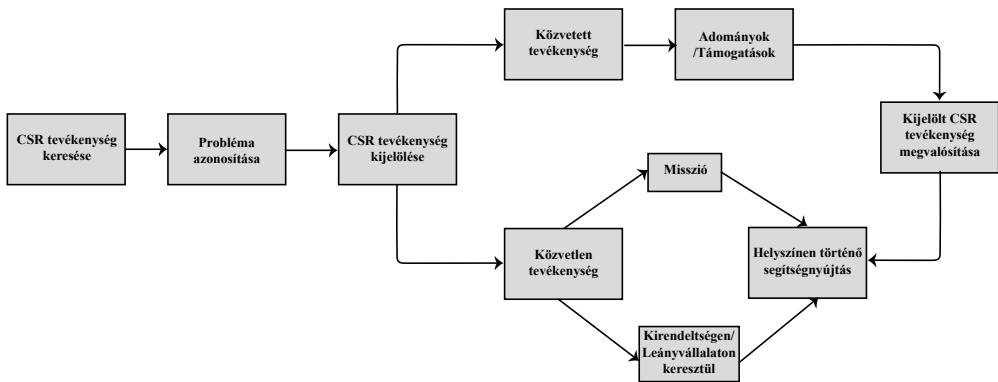 CSR tevékenység
keresése
Probléma
azonosítása
CSR tevékenység
kijelölése
Közvetett
tevékenység
Adományok
/Támogatások
Kijelölt CSR
tevékenység
megvalósítása
Közvetlen
tevékenység
Misszió
Kirendeltségen/
Leányvállalaton
keresztül
Helyszínen történő
segítségnyújtás